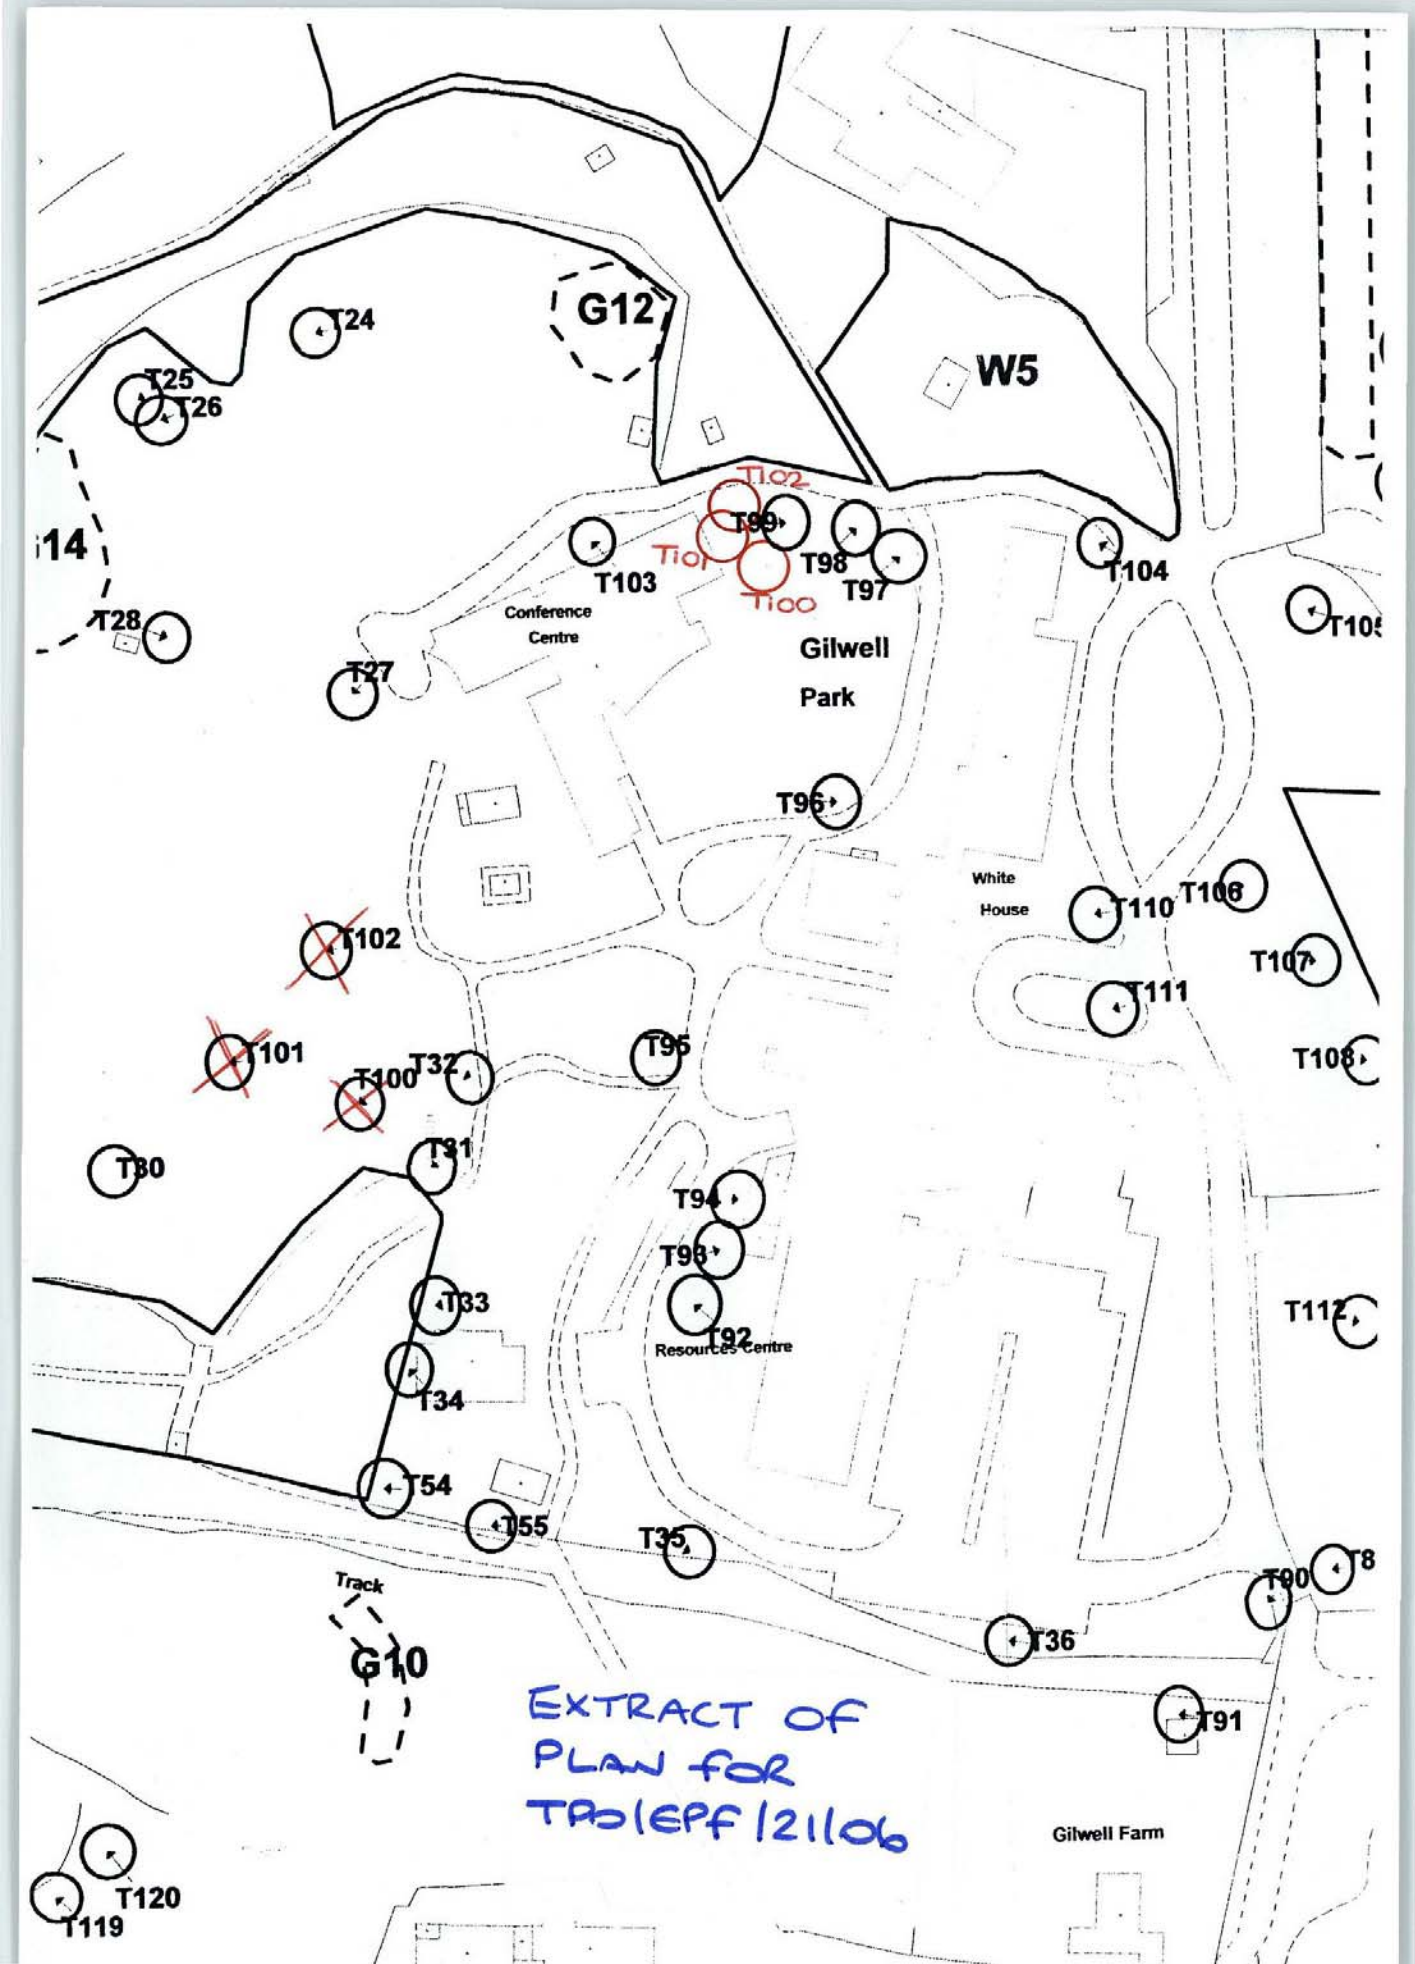 T24
G12
T25
T26
W5
T102
T99
T98
T97
T101
T100
T103
T104
14
T28
T105
Conference
Centre
Gilwell
Park
T27
T96
White
House
T110
T106
T102
T107
T111
T101
T95
T108
T32
T100
T31
T30
T94
T93
T33
T92
T112
Resources Centre
T34
T54
T55
T35
T8
T90
Track
T36
G10
EXTRACT OF
PLAN FOR
TPO/EPF/21/06
T91
Gilwell Farm
T120
T119